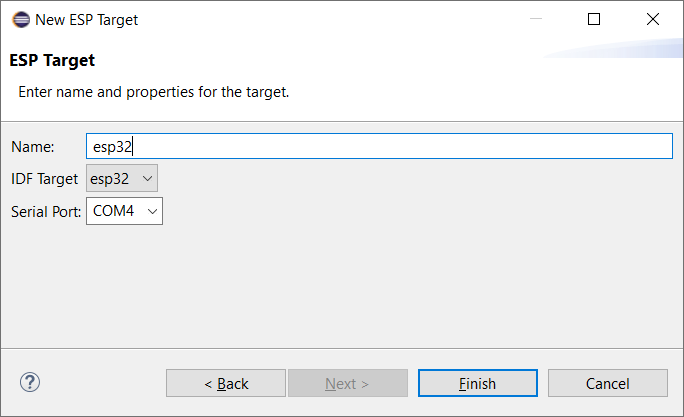 New ESP Target
ESP Target
Enter name and properties for the target.
Name: esp32
IDF Target esp32
Serial Port: COM4
? < Back Next > Finish Cancel